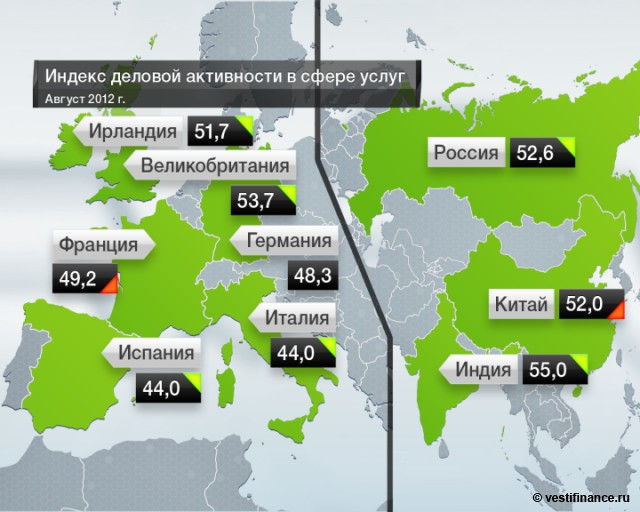 Индекс деловой активности в сфере услуг
Август 2012 г.
Ирландия 51,7
Великобритания
53,7
Франция
49,2
Германия
48,3
Италия
44,0
Испания
44,0
Россия 52,6
Китай 52,0
Индия 55,0
© vestifinance.ru